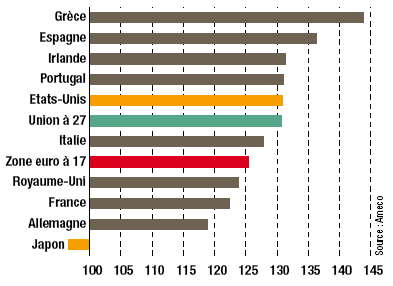 Grèce
Espagne
Irlande
Portugal
Etats-Unis
Union à 27
Italie
Zone euro à 17
Royaume-Uni
France
Allemagne
Japon
100 105 110 115 120 125 130 135 140 145
Source : Ameco